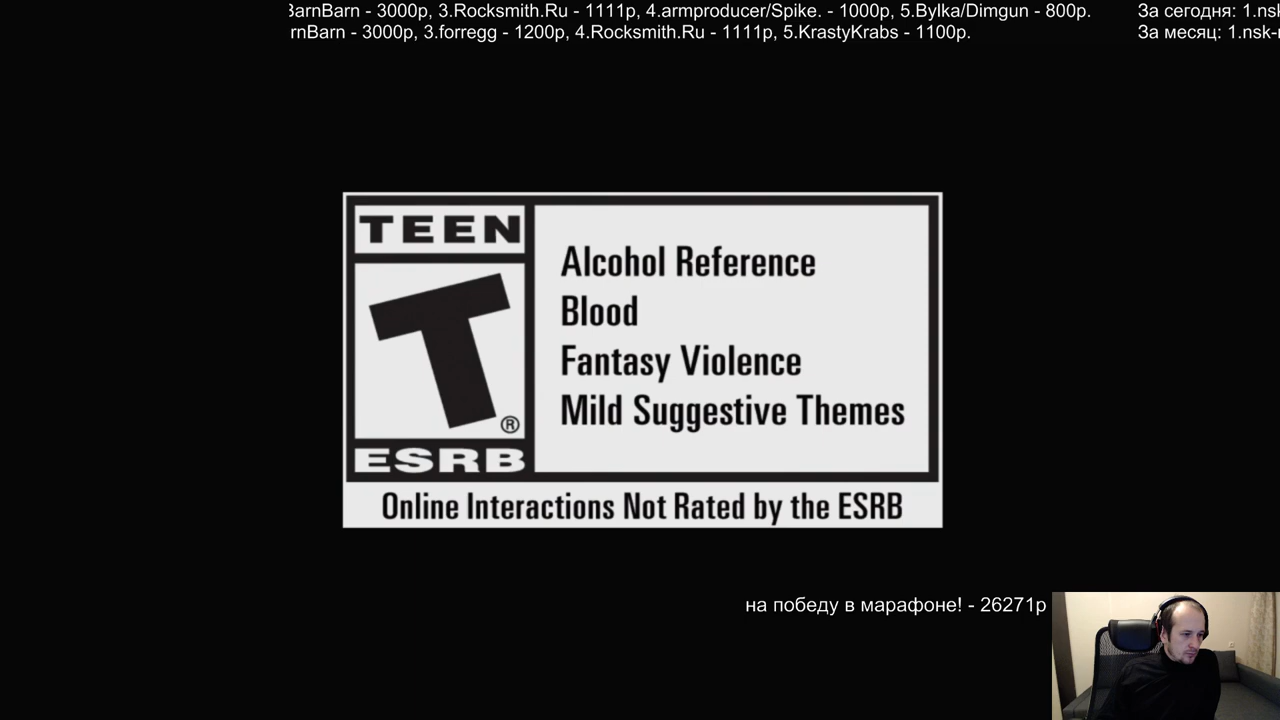 BarnBarn - 3000р, 3.Rocksmith.Ru - 1111р, 4.armproducer/Spike. - 1000р, 5.Bylka/Dimgun - 800р. За сегодня: 1.nsk
rnBarn - 3000р, 3.forregg - 1200р, 4.Rocksmith.Ru - 1111р, 5.KrastyKrabs - 1100р. За месяц: 1.nsk-
TEEN
T®
ESRB
Alcohol Reference
Blood
Fantasy Violence
Mild Suggestive Themes
Online Interactions Not Rated by the ESRB
на победу в марафоне! - 26271р